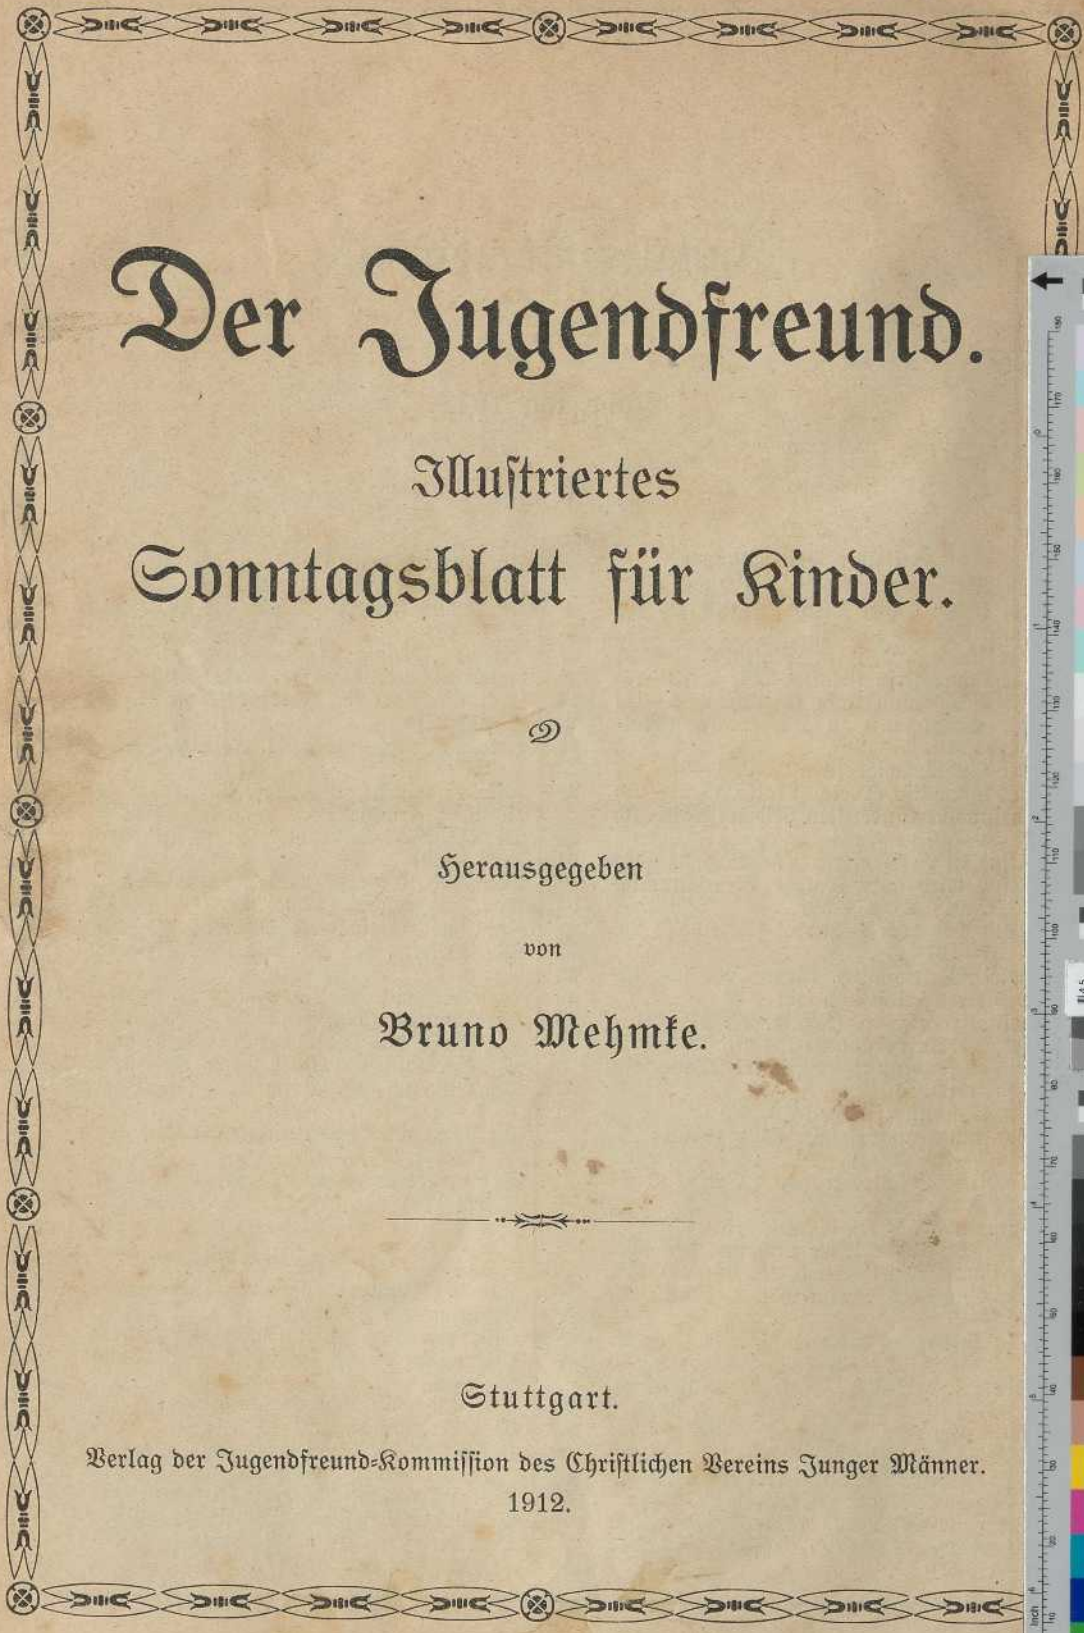 Der Jugendfreund.
Illuſtriertes
Sonntagsblatt für Kinder.
Herausgegeben
von
Bruno Mehmke.
Stuttgart.
Verlag der Jugendfreund-Kommiſſion des Chriſtlichen Vereins Junger Männer.
1912.